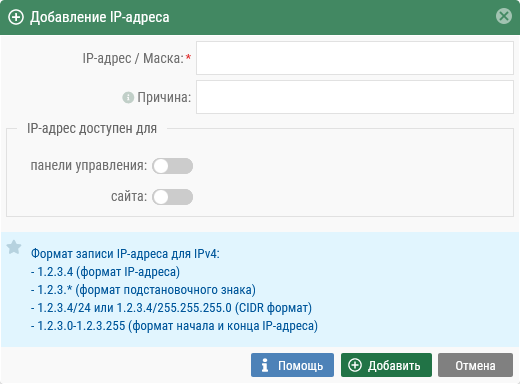 Добавление IP-адреса
IP-адрес / Маска:*
Причина:
IP-адрес доступен для
панели управления:
сайта:
Формат записи IP-адреса для IPv4:
- 1.2.3.4 (формат IP-адреса)
- 1.2.3.* (формат подстановочного знака)
- 1.2.3.4/24 или 1.2.3.4/255.255.255.0 (CIDR формат)
- 1.2.3.0-1.2.3.255 (формат начала и конца IP-адреса)
Помощь Добавить Отмена